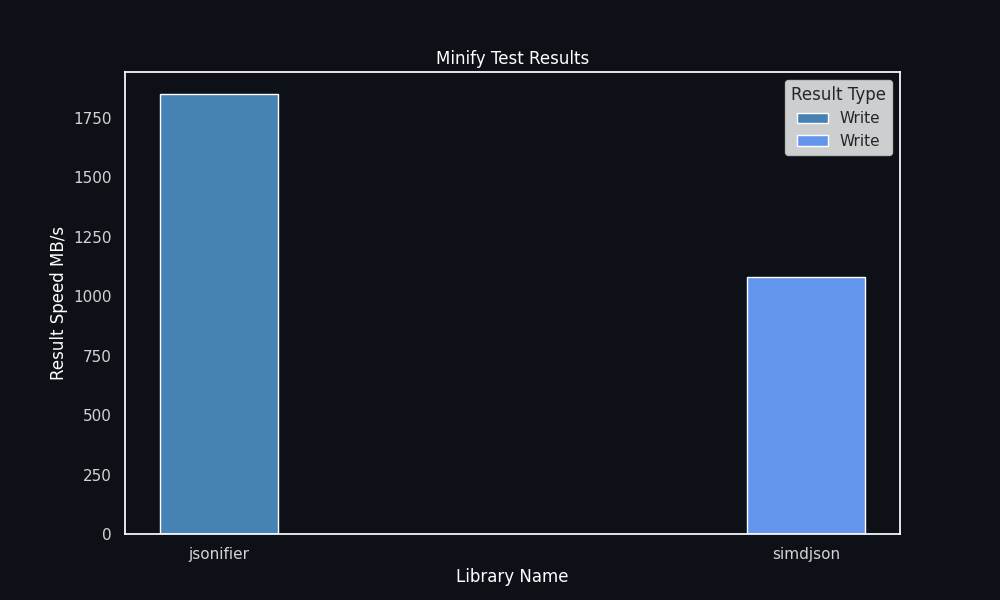 Minify Test Results
Result Type
Write
Write
Result Speed MB/s
1750
1500
1250
1000
750
500
250
0
jsonifier
simdjson
Library Name